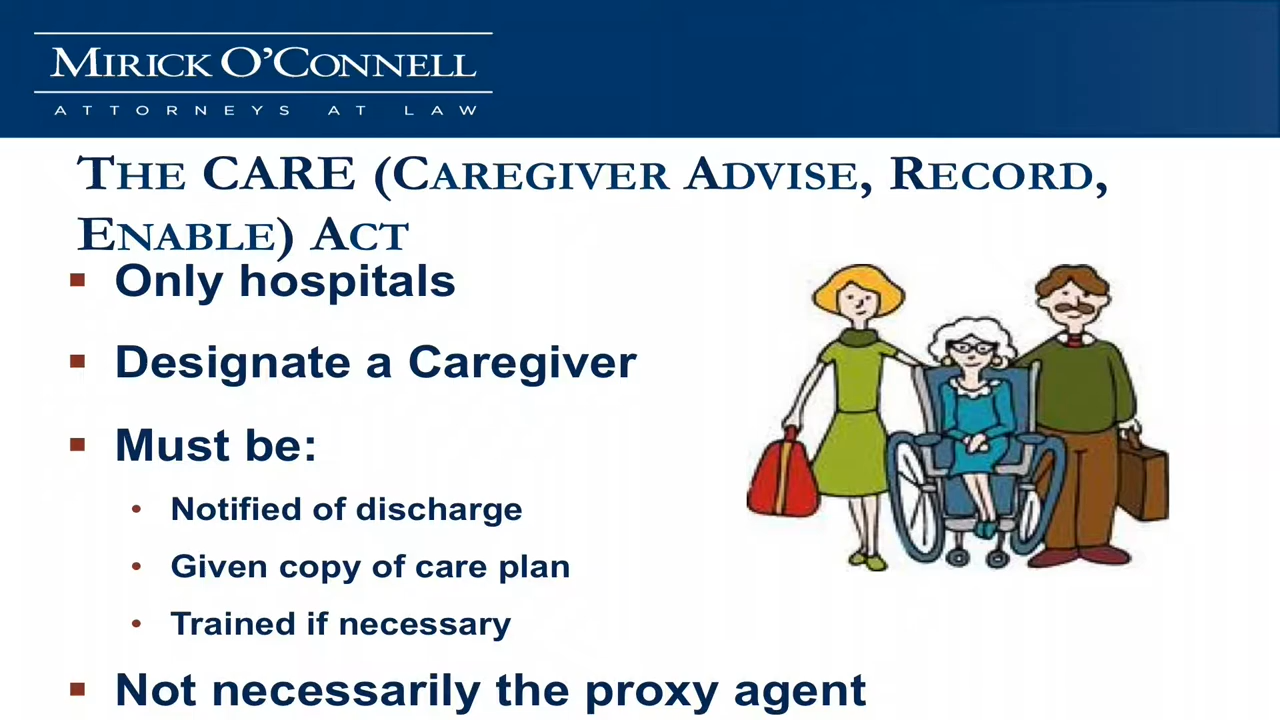 MIRICK O'CONNELL
ATTORNEYS AT LAW
THE CARE (CAREGIVER ADVISE, RECORD,
ENABLE) ACT
▪ Only hospitals
▪ Designate a Caregiver
▪ Must be:
• Notified of discharge
• Given copy of care plan
• Trained if necessary
▪ Not necessarily the proxy agent